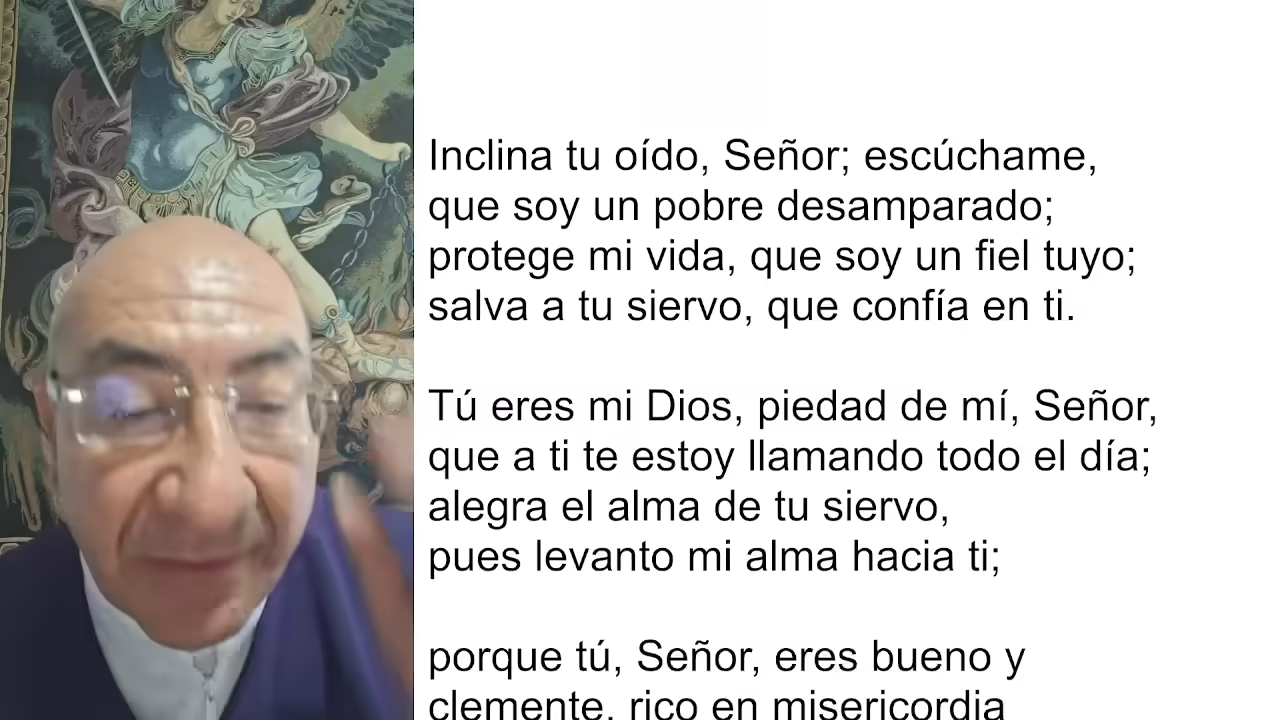 Inclina tu oído, Señor; escúchame,
que soy un pobre desamparado;
protege mi vida, que soy un fiel tuyo;
salva a tu siervo, que confía en ti.
Tú eres mi Dios, piedad de mí, Señor,
que a ti te estoy llamando todo el día;
alegra el alma de tu siervo,
pues levanto mi alma hacia ti;
porque tú, Señor, eres bueno y
clemente, rico en misericordia